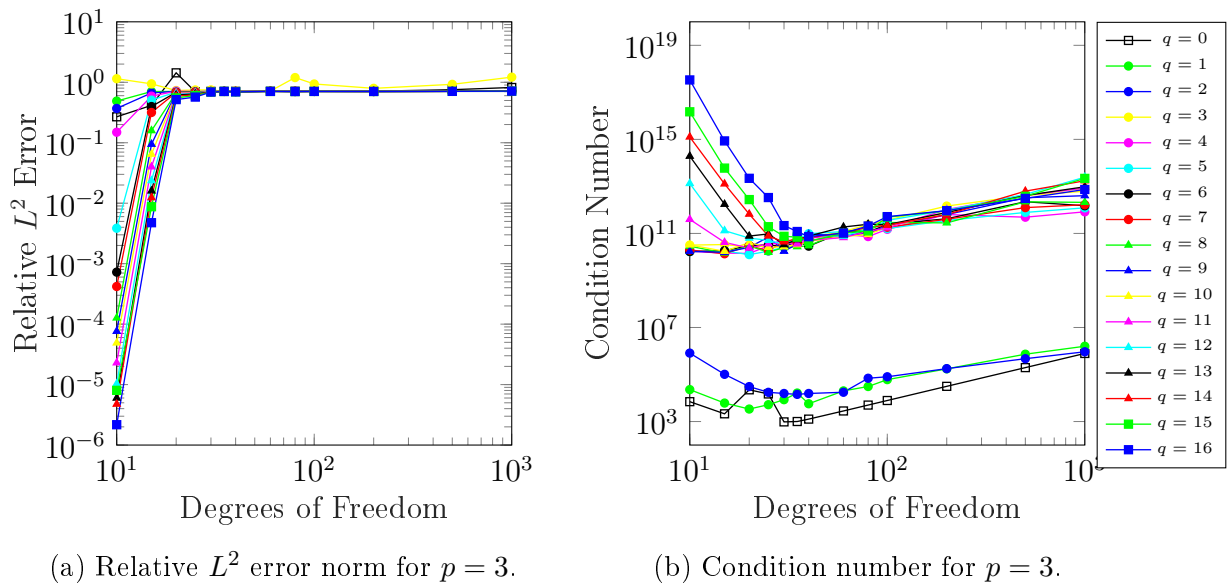 10^1
10^0
10^-1
10^-2
10^-3
10^-4
10^-5
10^-6
Relative L^2 Error
10^1 10^2 10^3
Degrees of Freedom
(a) Relative L^2 error norm for p = 3.
10^19
10^15
10^11
10^7
10^3
Condition Number
10^1 10^2
Degrees of Freedom
(b) Condition number for p = 3.
q = 0
q = 1
q = 2
q = 3
q = 4
q = 5
q = 6
q = 7
q = 8
q = 9
q = 10
q = 11
q = 12
q = 13
q = 14
q = 15
q = 16